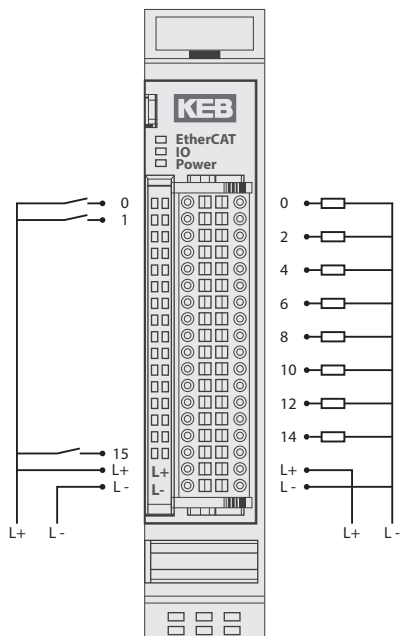 KEB
EtherCAT
IO
Power
0
1
15
L+
L -
L+
L -
L+
L-
0
2
4
6
8
10
12
14
L+
L -
L+
L -